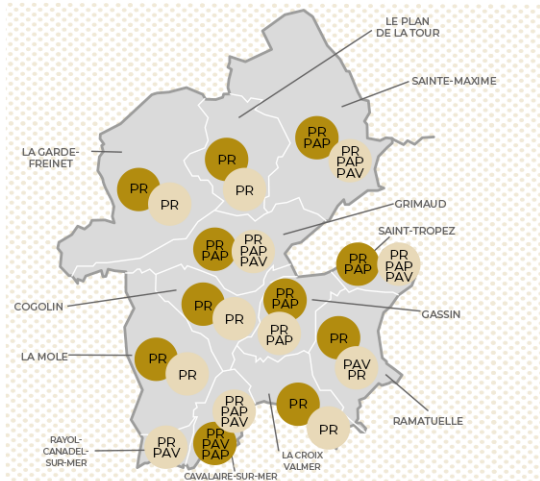 LE PLAN
DE LA TOUR
SAINTE-MAXIME
PR
PAP
PR
PAP
PAV
LA GARDE-
FREINET
PR
PR
PR
PR
GRIMAUD
PR
PAP
PR
PAP
PAV
SAINT-TROPEZ
PR
PAP
PR
PAP
PAV
COGOLIN
PR
PR
PR
PAP
PR
PAP
GASSIN
LA MOLE
PR
PR
PR
PAV
PR
RAMATUELLE
PR
PAP
PAV
PR
PR
RAYOL-
CANADEL-
SUR-MER
PR
PAV
PR
PAV
PAP
CAVALAIRE-SUR-MER
LA CROIX
VALMER